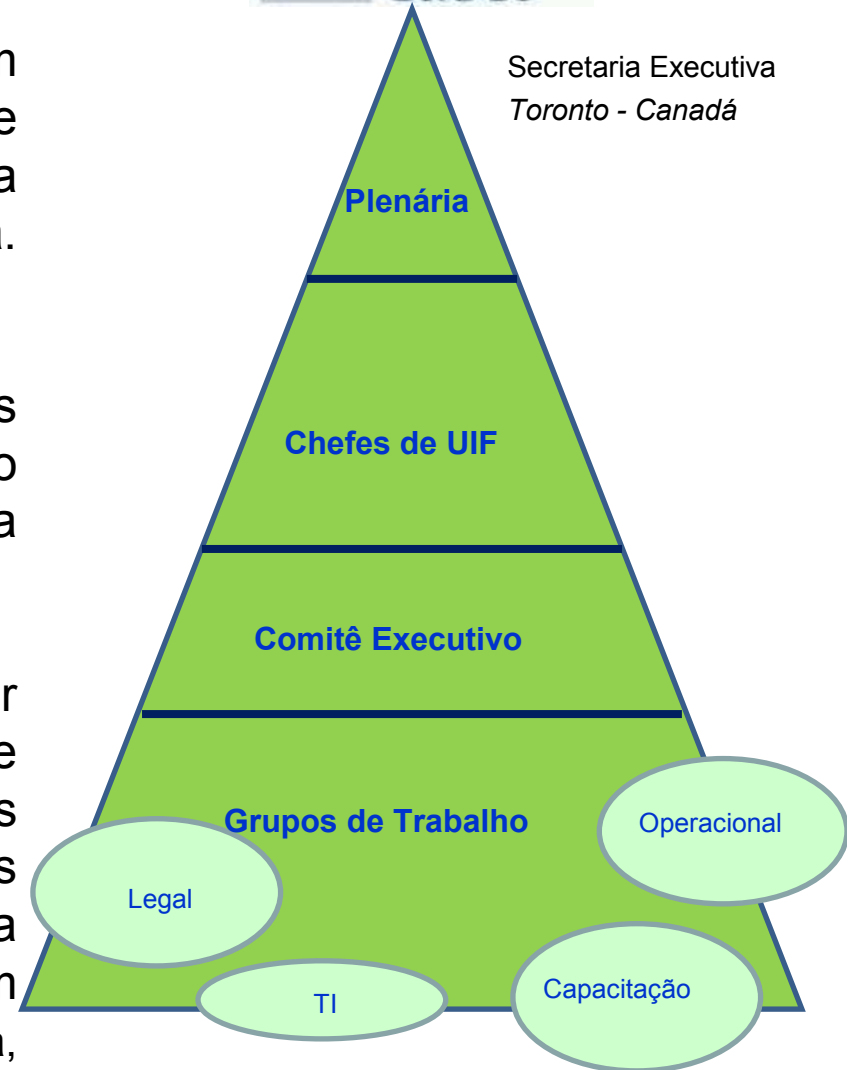 Secretaria Executiva
Toronto - Canadá
Plenária
Chefes de UIF
Comitê Executivo
Grupos de Trabalho
Operacional
Legal
Capacitação
TI